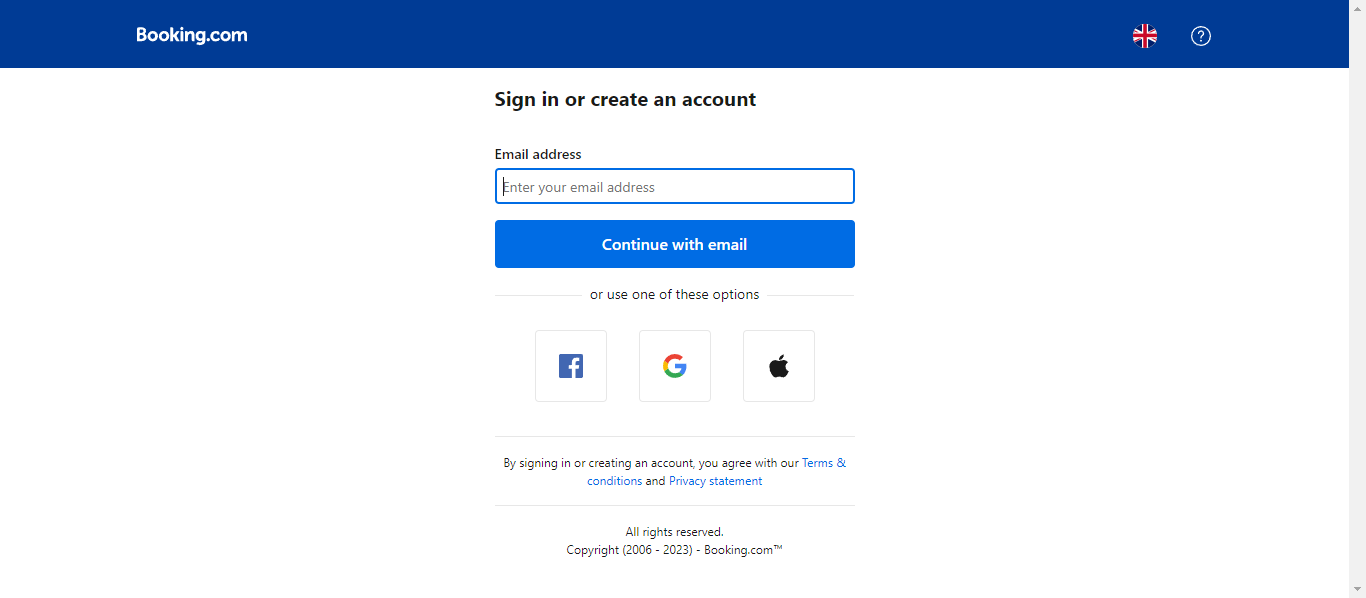 Booking.com
Sign in or create an account
Email address
Enter your email address
Continue with email
or use one of these options
By signing in or creating an account, you agree with our Terms &
conditions and Privacy statement
All rights reserved.
Copyright (2006 - 2023) - Booking.com™